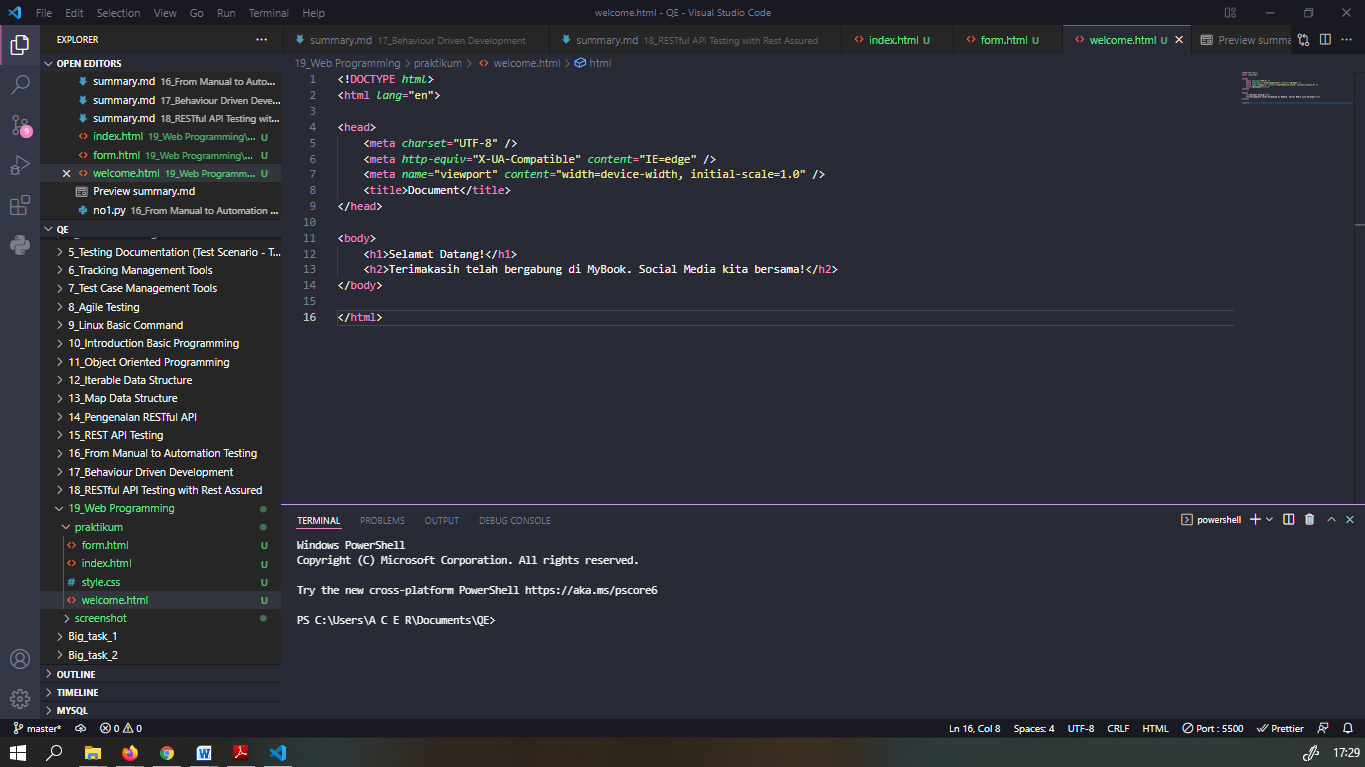 File Edit Selection View Go Run Terminal Help welcome.html - QE - Visual Studio Code
EXPLORER
OPEN EDITORS
summary.md 16_From Manual to Auto...
summary.md 17_Behaviour Driven Deve...
summary.md 18_RESTful API Testing wit...
index.html 19_Web Programming\... U
form.html 19_Web Programming\... U
welcome.html 19_Web Programm... U
Preview summary.md
no1.py 16_From Manual to Automation ...
QE
5_Testing Documentation (Test Scenario - T...
6_Tracking Management Tools
7_Test Case Management Tools
8_Agile Testing
9_Linux Basic Command
10_Introduction Basic Programming
11_Object Oriented Programming
12_Iterable Data Structure
13_Map Data Structure
14_Pengenalan RESTful API
15_REST API Testing
16_From Manual to Automation Testing
17_Behaviour Driven Development
18_RESTful API Testing with Rest Assured
19_Web Programming
praktikum
form.html U
index.html U
style.css U
welcome.html U
screenshot
Big_task_1
Big_task_2
OUTLINE
TIMELINE
MYSQL
9
summary.md 17_Behaviour Driven Development summary.md 18_RESTful API Testing with Rest Assured index.html U form.html U welcome.html U Preview summa
19_Web Programming > praktikum > welcome.html > html
1 <!DOCTYPE html>
2 <html lang="en">
3
4 <head>
5 <meta charset="UTF-8" />
6 <meta http-equiv="X-UA-Compatible" content="IE=edge" />
7 <meta name="viewport" content="width=device-width, initial-scale=1.0" />
8 <title>Document</title>
9 </head>
10
11 <body>
12 <h1>Selamat Datang!</h1>
13 <h2>Terimakasih telah bergabung di MyBook. Social Media kita bersama!</h2>
14 </body>
15
16 </html>
TERMINAL PROBLEMS OUTPUT DEBUG CONSOLE powershell
Windows PowerShell
Copyright (C) Microsoft Corporation. All rights reserved.
Try the new cross-platform PowerShell https://aka.ms/pscore6
PS C:\Users\A C E R\Documents\QE>
master* 0 0 Ln 16, Col 8 Spaces: 4 UTF-8 CRLF HTML Port : 5500 Prettier
17:29